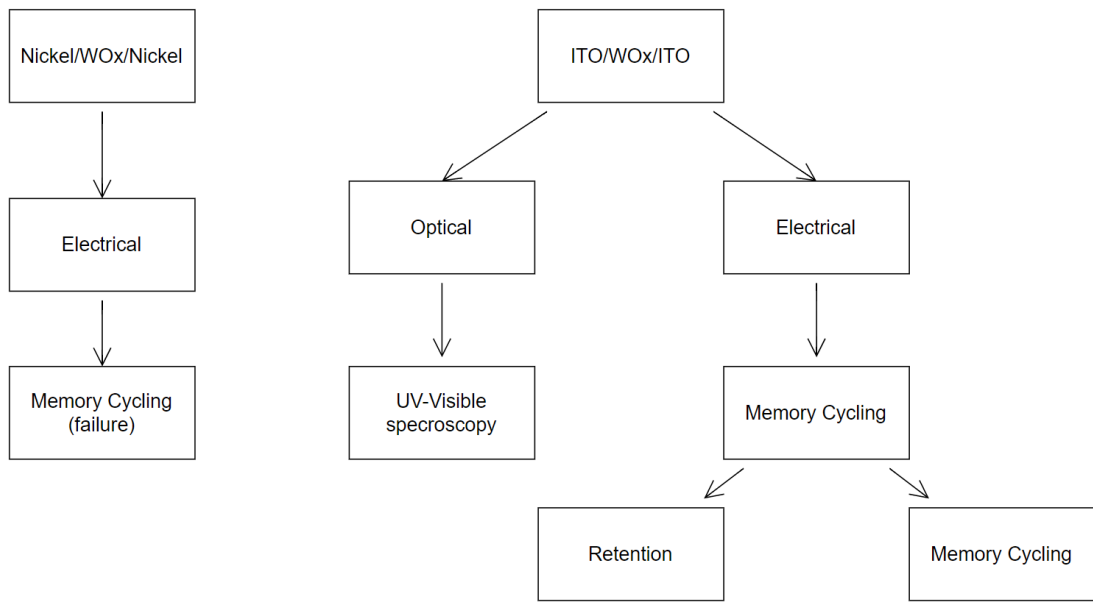 Nickel/WOx/Nickel
ITO/WOx/ITO
Optical
Electrical
Electrical
Memory Cycling
(failure)
UV-Visible
specroscopy
Memory Cycling
Retention
Memory Cycling